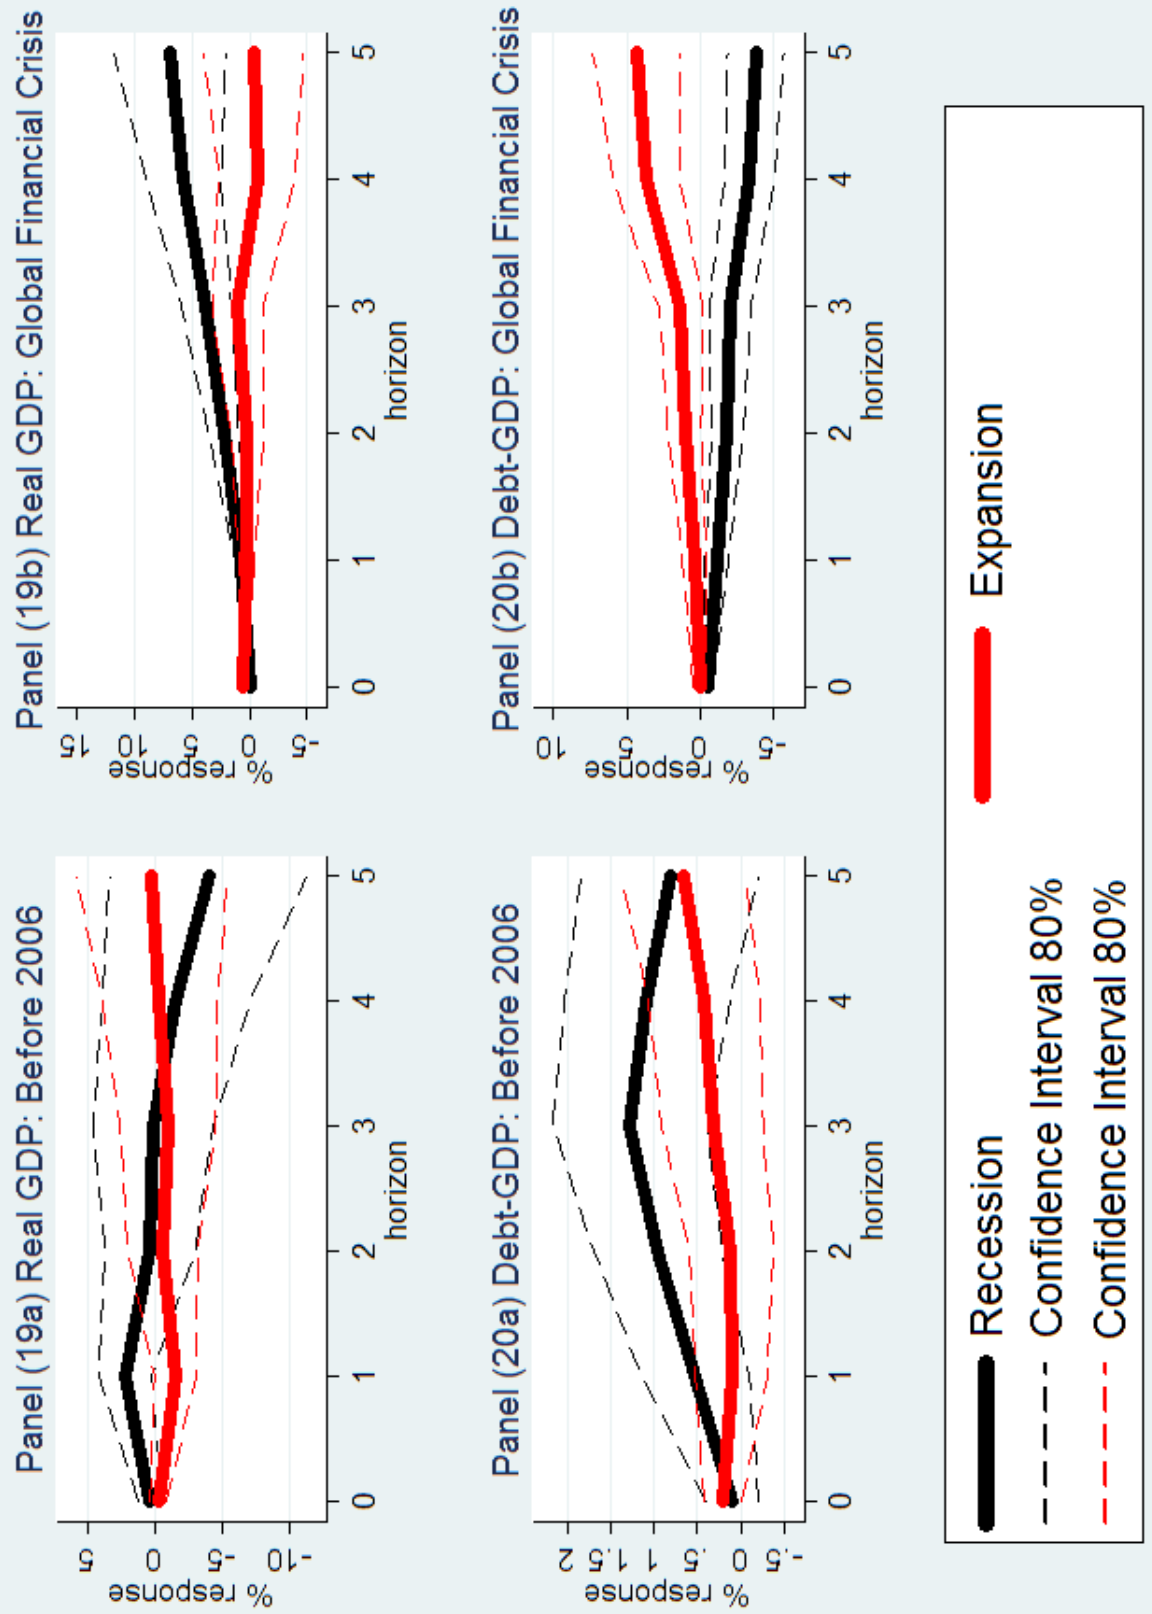 Panel (19a) Real GDP: Before 2006
% response
5
0
-5
-10
0 1 2 3 4 5
horizon
Panel (19b) Real GDP: Global Financial Crisis
% response
15
10
5
0
-5
0 1 2 3 4 5
horizon
Panel (20a) Debt-GDP: Before 2006
% response
2
1.5
1
.5
0
-.5
0 1 2 3 4 5
horizon
Panel (20b) Debt-GDP: Global Financial Crisis
% response
10
5
0
-5
0 1 2 3 4 5
horizon
Recession Expansion
Confidence Interval 80%
Confidence Interval 80%